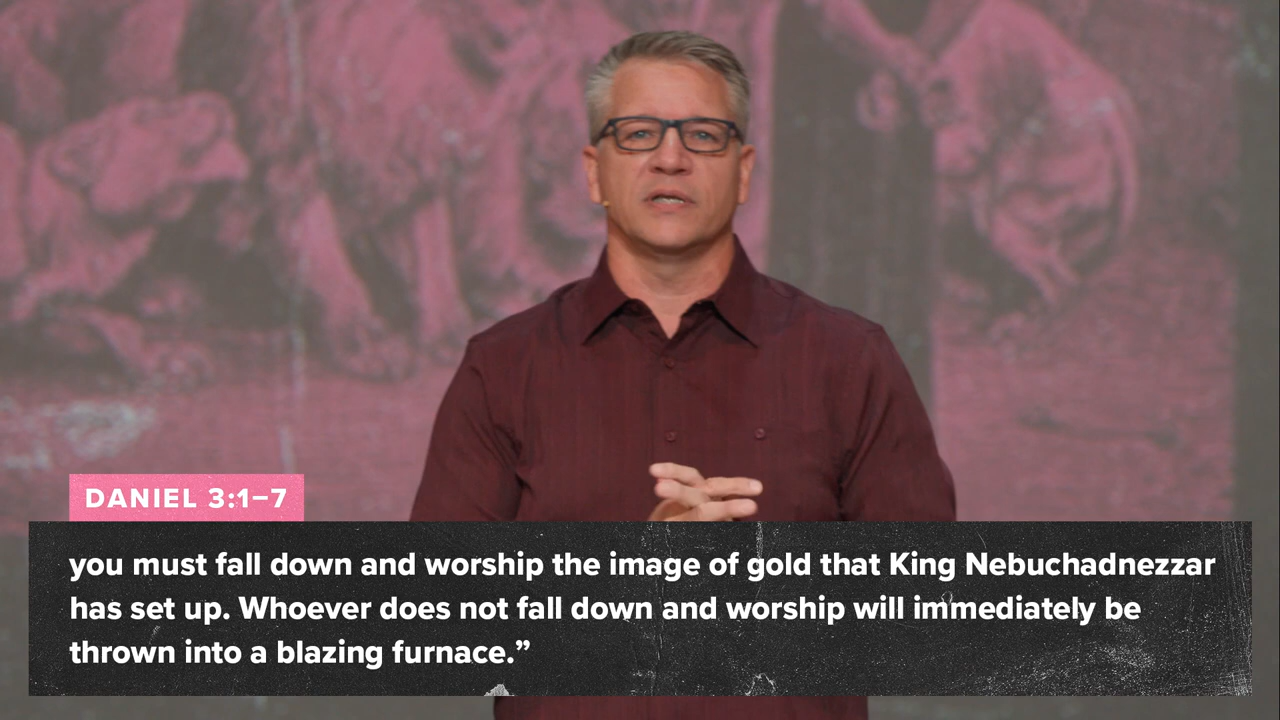 DANIEL 3:1–7
you must fall down and worship the image of gold that King Nebuchadnezzar
has set up. Whoever does not fall down and worship will immediately be
thrown into a blazing furnace.”